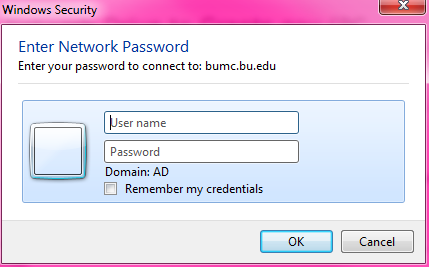 Windows Security
Enter Network Password
Enter your password to connect to: bumc.bu.edu
User name
Password
Domain: AD
Remember my credentials
OK
Cancel